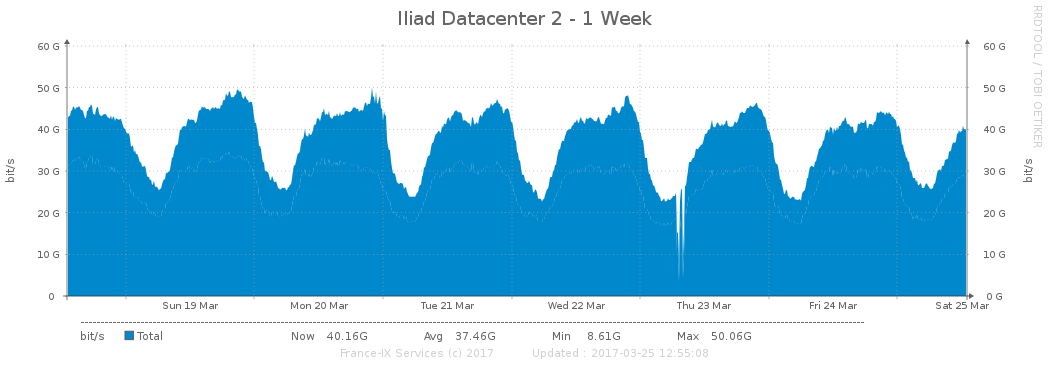 Iliad Datacenter 2 - 1 Week
RRDTOOL / TOBI OETIKER
bit/s
60 G
50 G
40 G
30 G
20 G
10 G
0
60 G
50 G
40 G
30 G
20 G
10 G
0 G
bit/s
Sun 19 Mar Mon 20 Mar Tue 21 Mar Wed 22 Mar Thu 23 Mar Fri 24 Mar Sat 25 Mar
bit/s Total Now 40.16G Avg 37.46G Min 8.61G Max 50.06G
France-IX Services (c) 2017 Updated : 2017-03-25 12:55:08